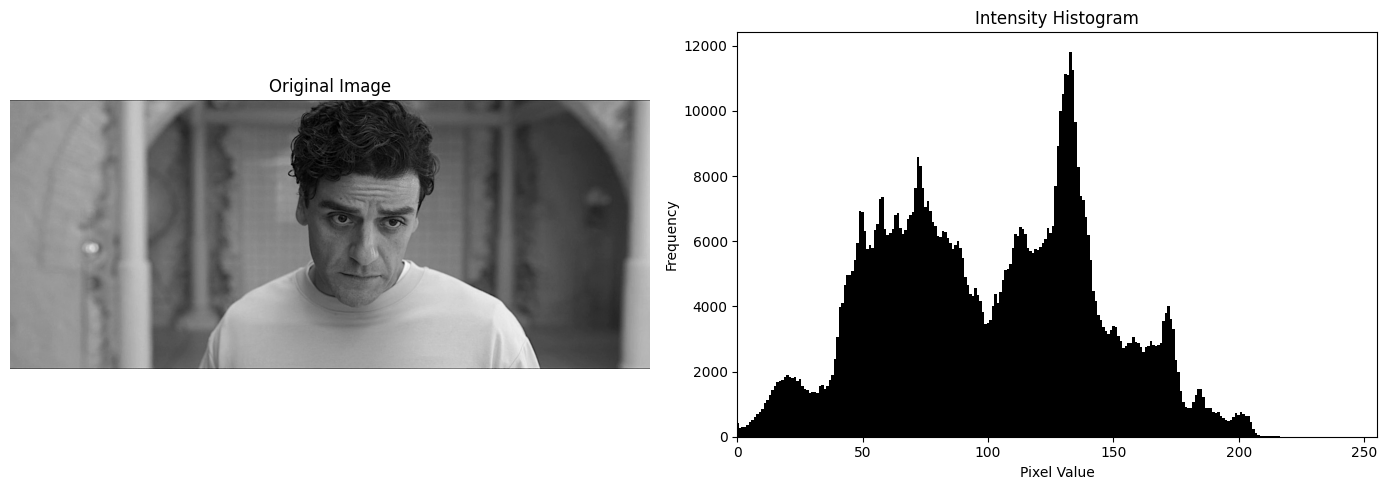 Original Image
Intensity Histogram
Frequency
12000
10000
8000
6000
4000
2000
0
0 50 100 150 200 250
Pixel Value